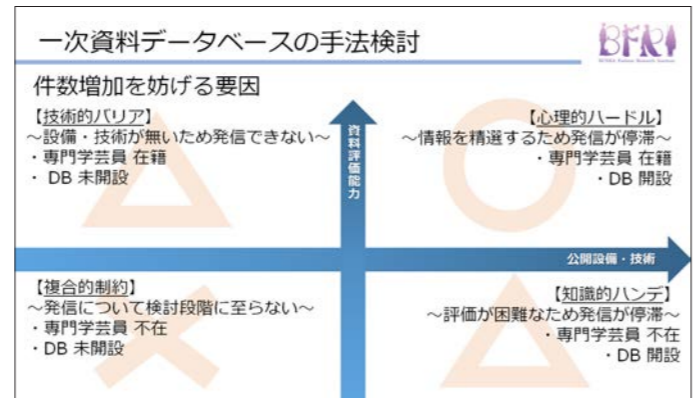 一次資料データベースの手法検討
BFRI
件数増加を妨げる要因
【技術的バリア】
～設備・技術が無いため発信できない～
・専門学芸員 在籍
・ DB 未開設
資料評価能力
【心理的ハードル】
～情報を精選するため発信が停滞～
・専門学芸員 在籍
・DB 開設
公開設備・技術
【複合的制約】
～発信について検討段階に至らない～
・専門学芸員 不在
・DB 未開設
【知識的ハンデ】
～評価が困難なため発信が停滞～
・専門学芸員 不在
・DB 開設